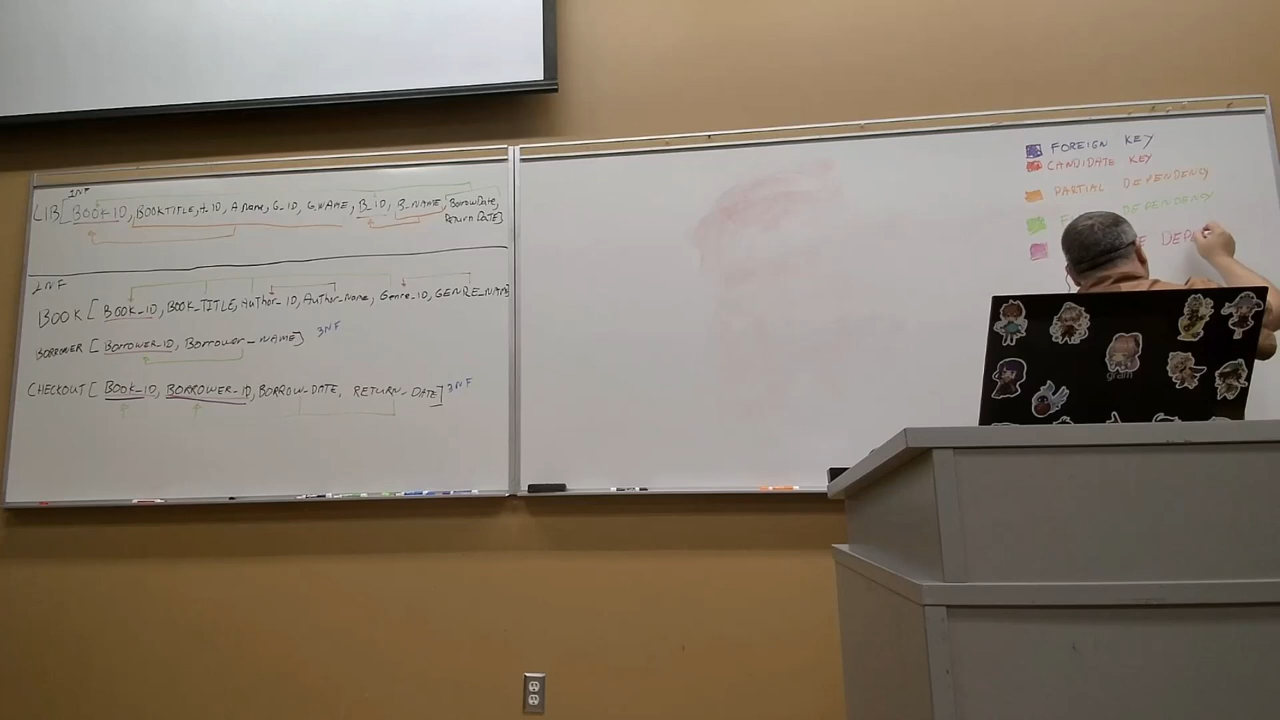 1NF
LIB[BOOK-ID, BOOKTITLE, A-ID, A Name, G-ID, G.NAME, B-ID, B-NAME, BorrowDate,
Return DATE]
2NF
BOOK [BOOK-ID, BOOK-TITLE, Author-ID, Author-Name, Genre-ID, GENRE-NAME]
BORROWER [BORROWER-ID, Borrower-NAME] 3NF
CHECKOUT [BOOK-ID, BORROWER-ID, BORROW-DATE, RETURN-DATE] 3NF
FOREIGN KEY
CANDIDATE KEY
PARTIAL DEPENDENCY
DEPENDENCY
gram